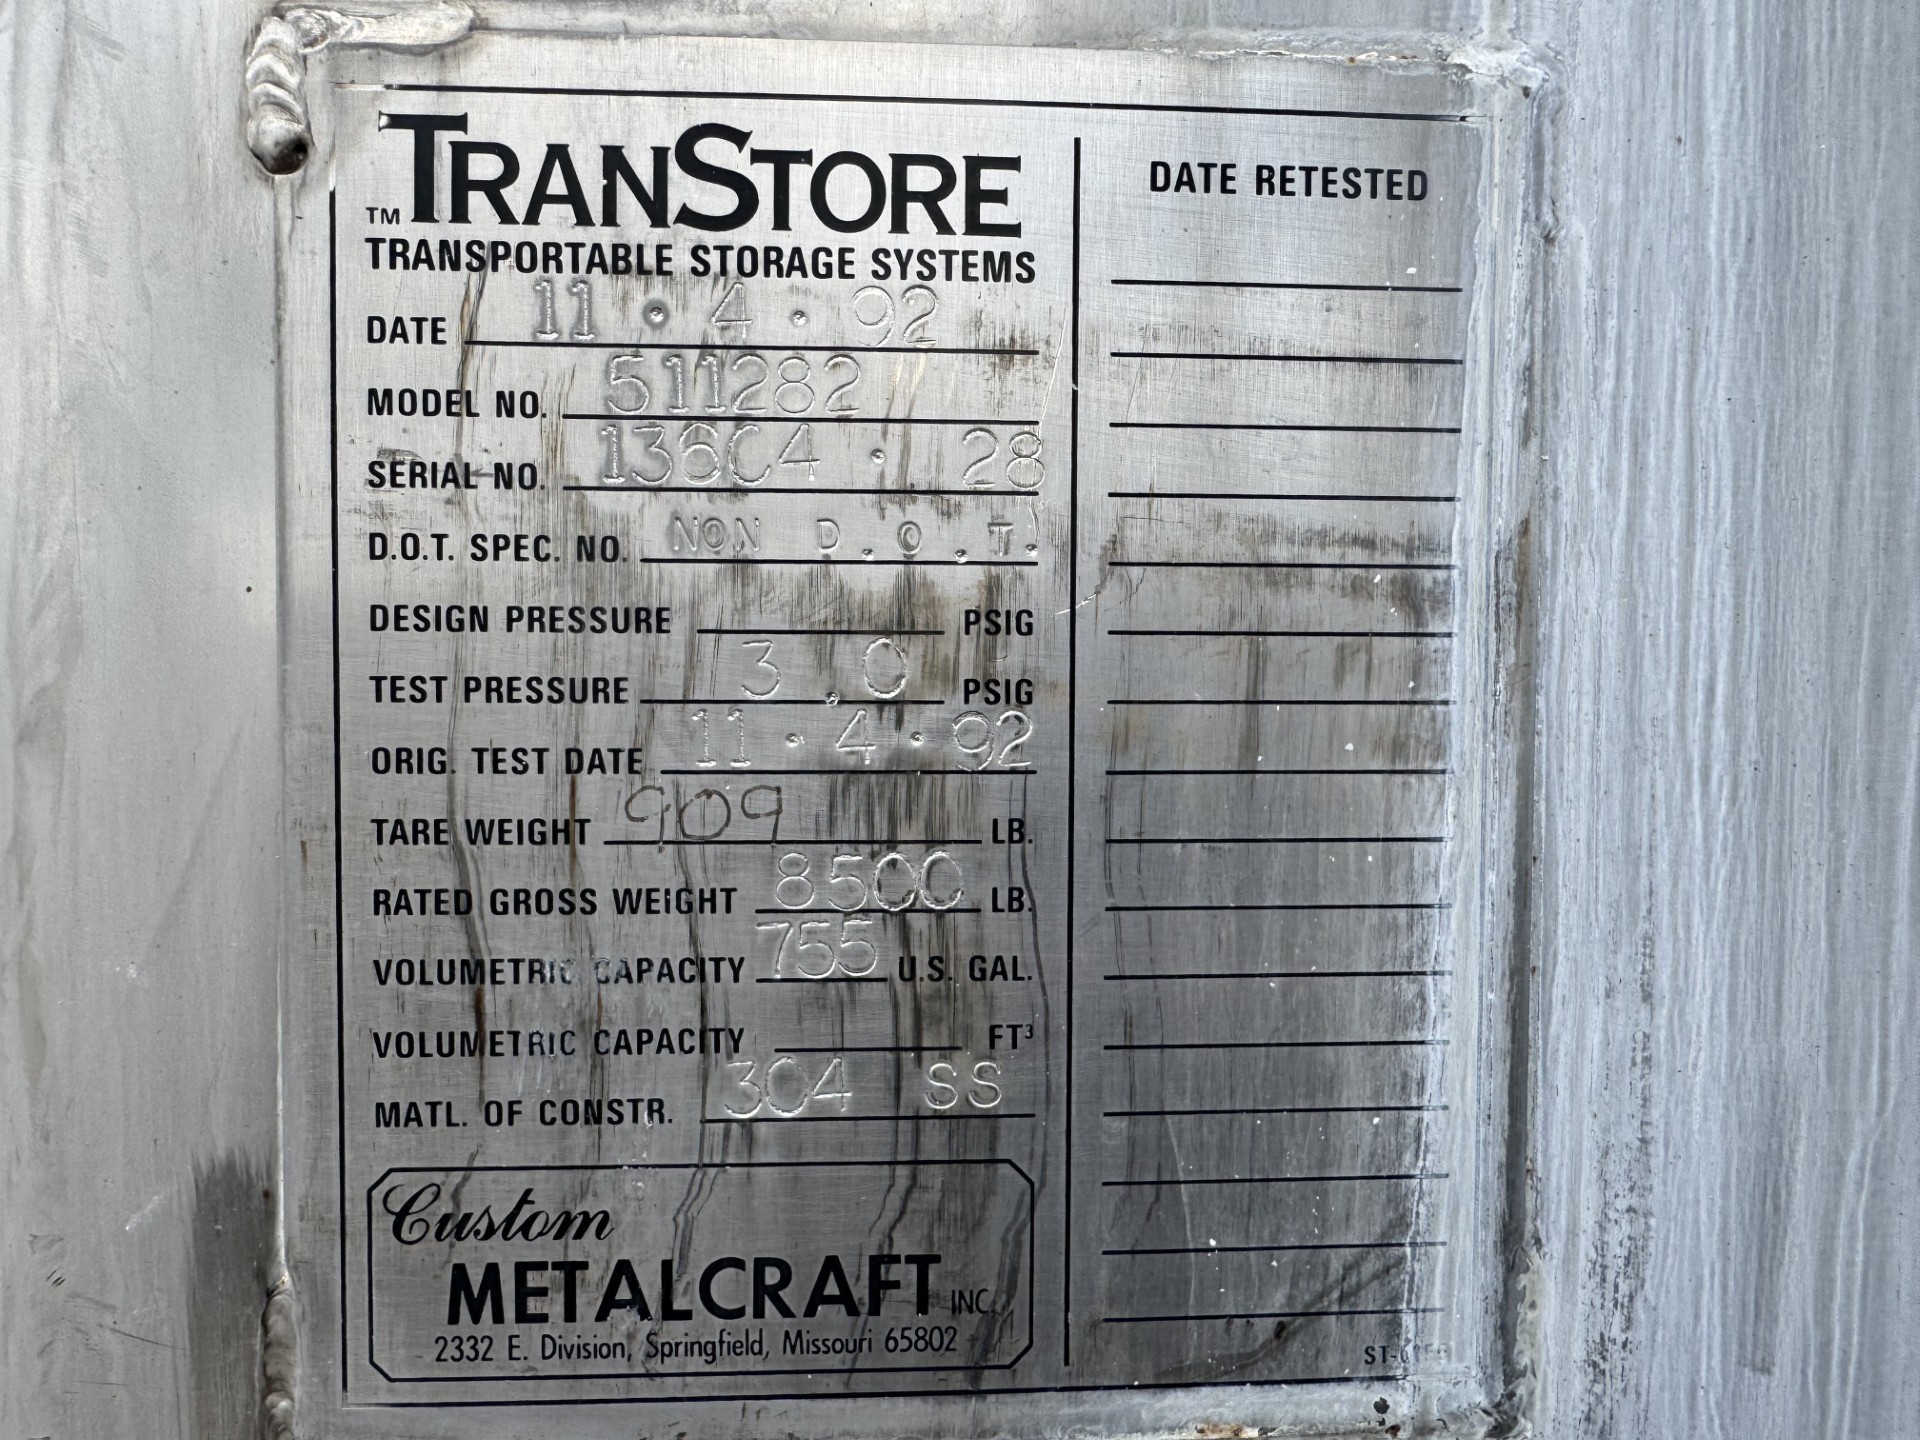 TRANSTORE
TM
TRANSPORTABLE STORAGE SYSTEMS
DATE 11 • 4 • 92
MODEL NO. 511282
SERIAL NO. 13604 • 28
D.O.T. SPEC. NO. NON D.O.T.
DESIGN PRESSURE PSIG
TEST PRESSURE 3.0 PSIG
ORIG. TEST DATE 11 • 4 • 92
TARE WEIGHT 909 LB.
RATED GROSS WEIGHT 8500 LB.
VOLUMETRIC CAPACITY 755 U.S. GAL.
VOLUMETRIC CAPACITY FT³
MATL. OF CONSTR. 304 SS
Custom
METALCRAFT INC.
2332 E. Division, Springfield, Missouri 65802
DATE RETESTED